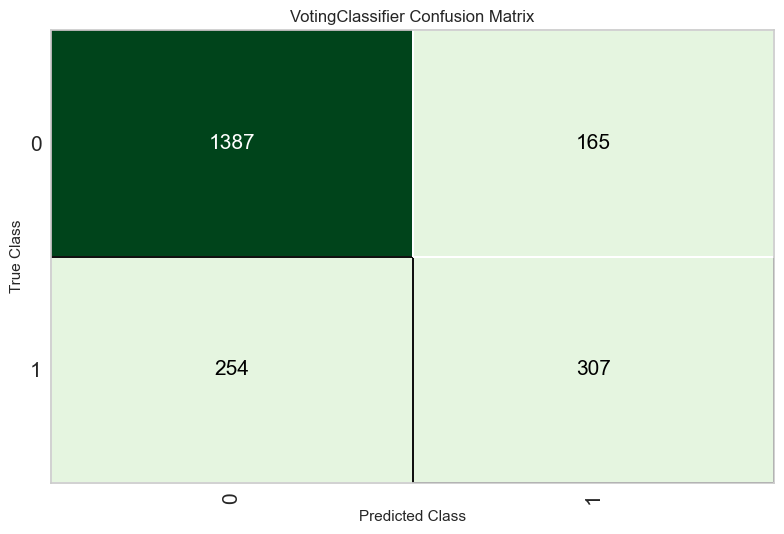 VotingClassifier Confusion Matrix
True Class
0
1387
165
1
254
307
0
1
Predicted Class